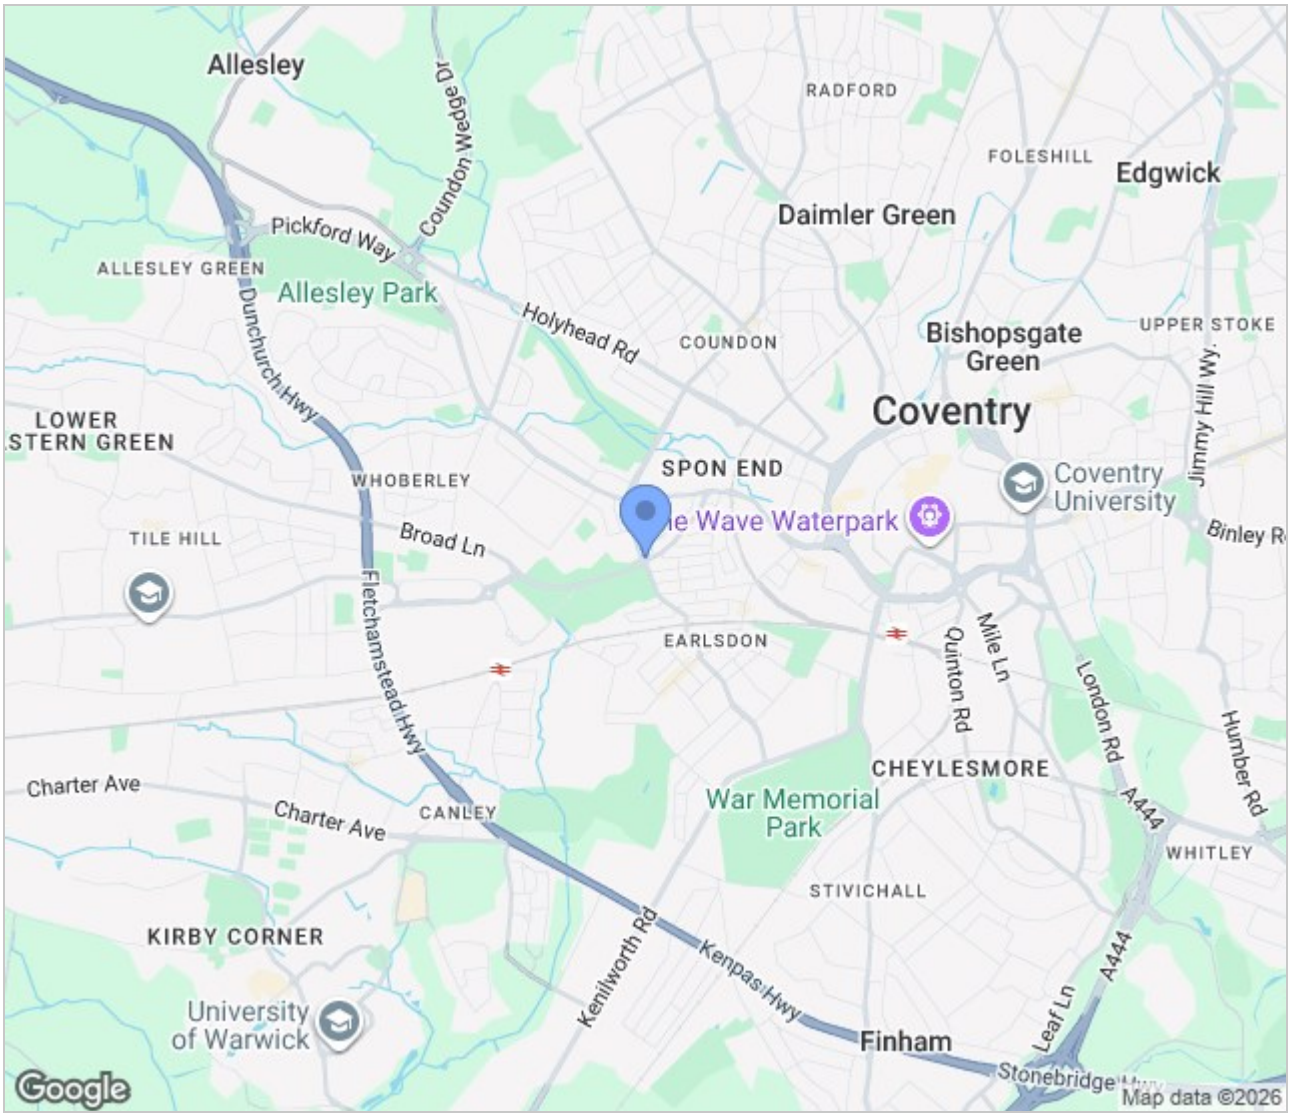 Allesley
Coundon Wedge Dr
RADFORD
FOLESHILL
Edgwick
Daimler Green
Pickford Way
ALLESLEY GREEN
Allesley Park
Dunchurch Hwy
Holyhead Rd
COUNDON
Bishopsgate
Green
UPPER STOKE
Jimmy Hill Wy.
LOWER
STERN GREEN
Coventry
WHOBERLEY
SPON END
Coventry
University
Broad Ln
e Wave Waterpark
Binley R
TILE HILL
Fletchamstead Hwy
EARLSDON
Quinton Rd
Mile Ln
London Rd
Humber Rd
CHEYLESMORE
Charter Ave
Charter Ave
CANLEY
War Memorial
Park
A444
WHITLEY
STIVICHALL
KIRBY CORNER
Kenilworth Rd
Kenpas Hwy
A444
University
of Warwick
Leaf Ln
Finham
Stonebridge Hwy
Google
Map data ©2026